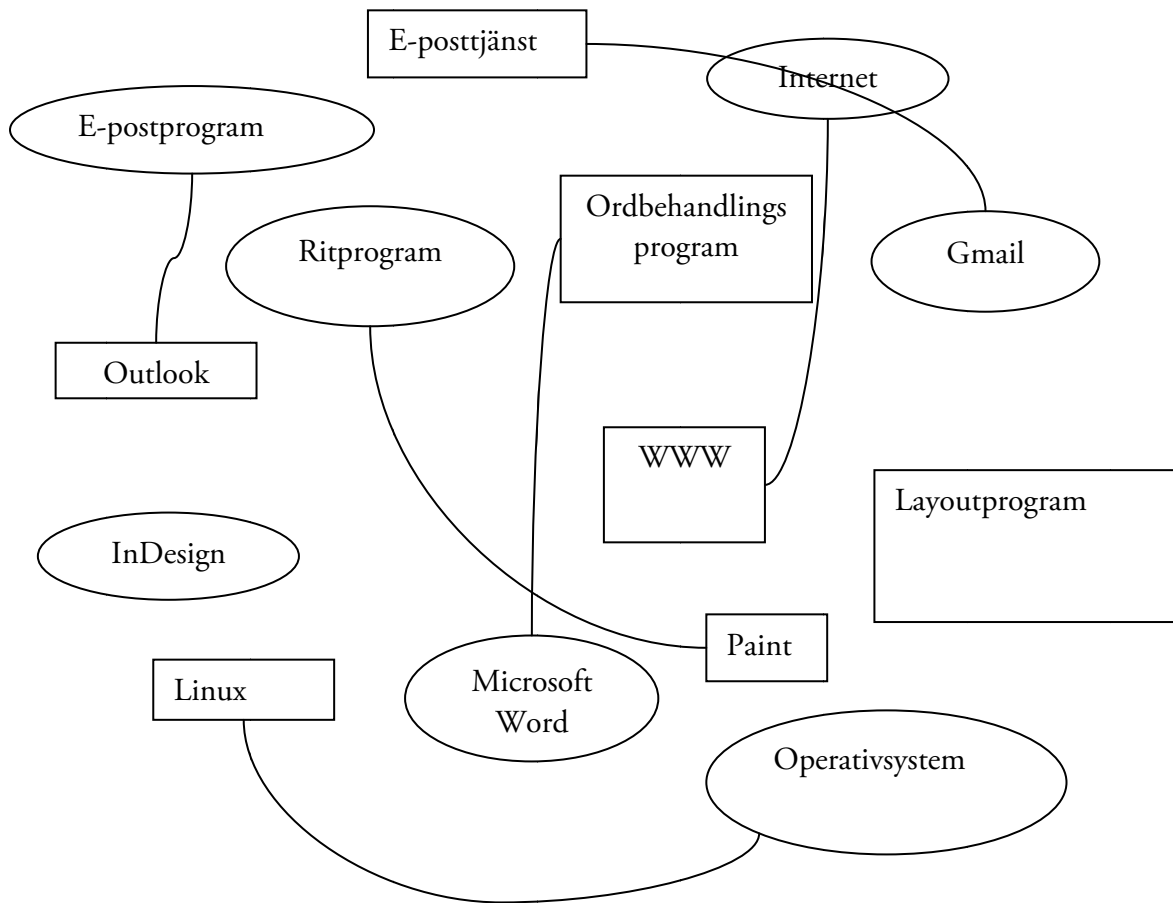 E-posttjänst
Internet
E-postprogram
Ordbehandlings
program
Ritprogram
Gmail
Outlook
WWW
Layoutprogram
InDesign
Paint
Microsoft
Word
Linux
Operativsystem